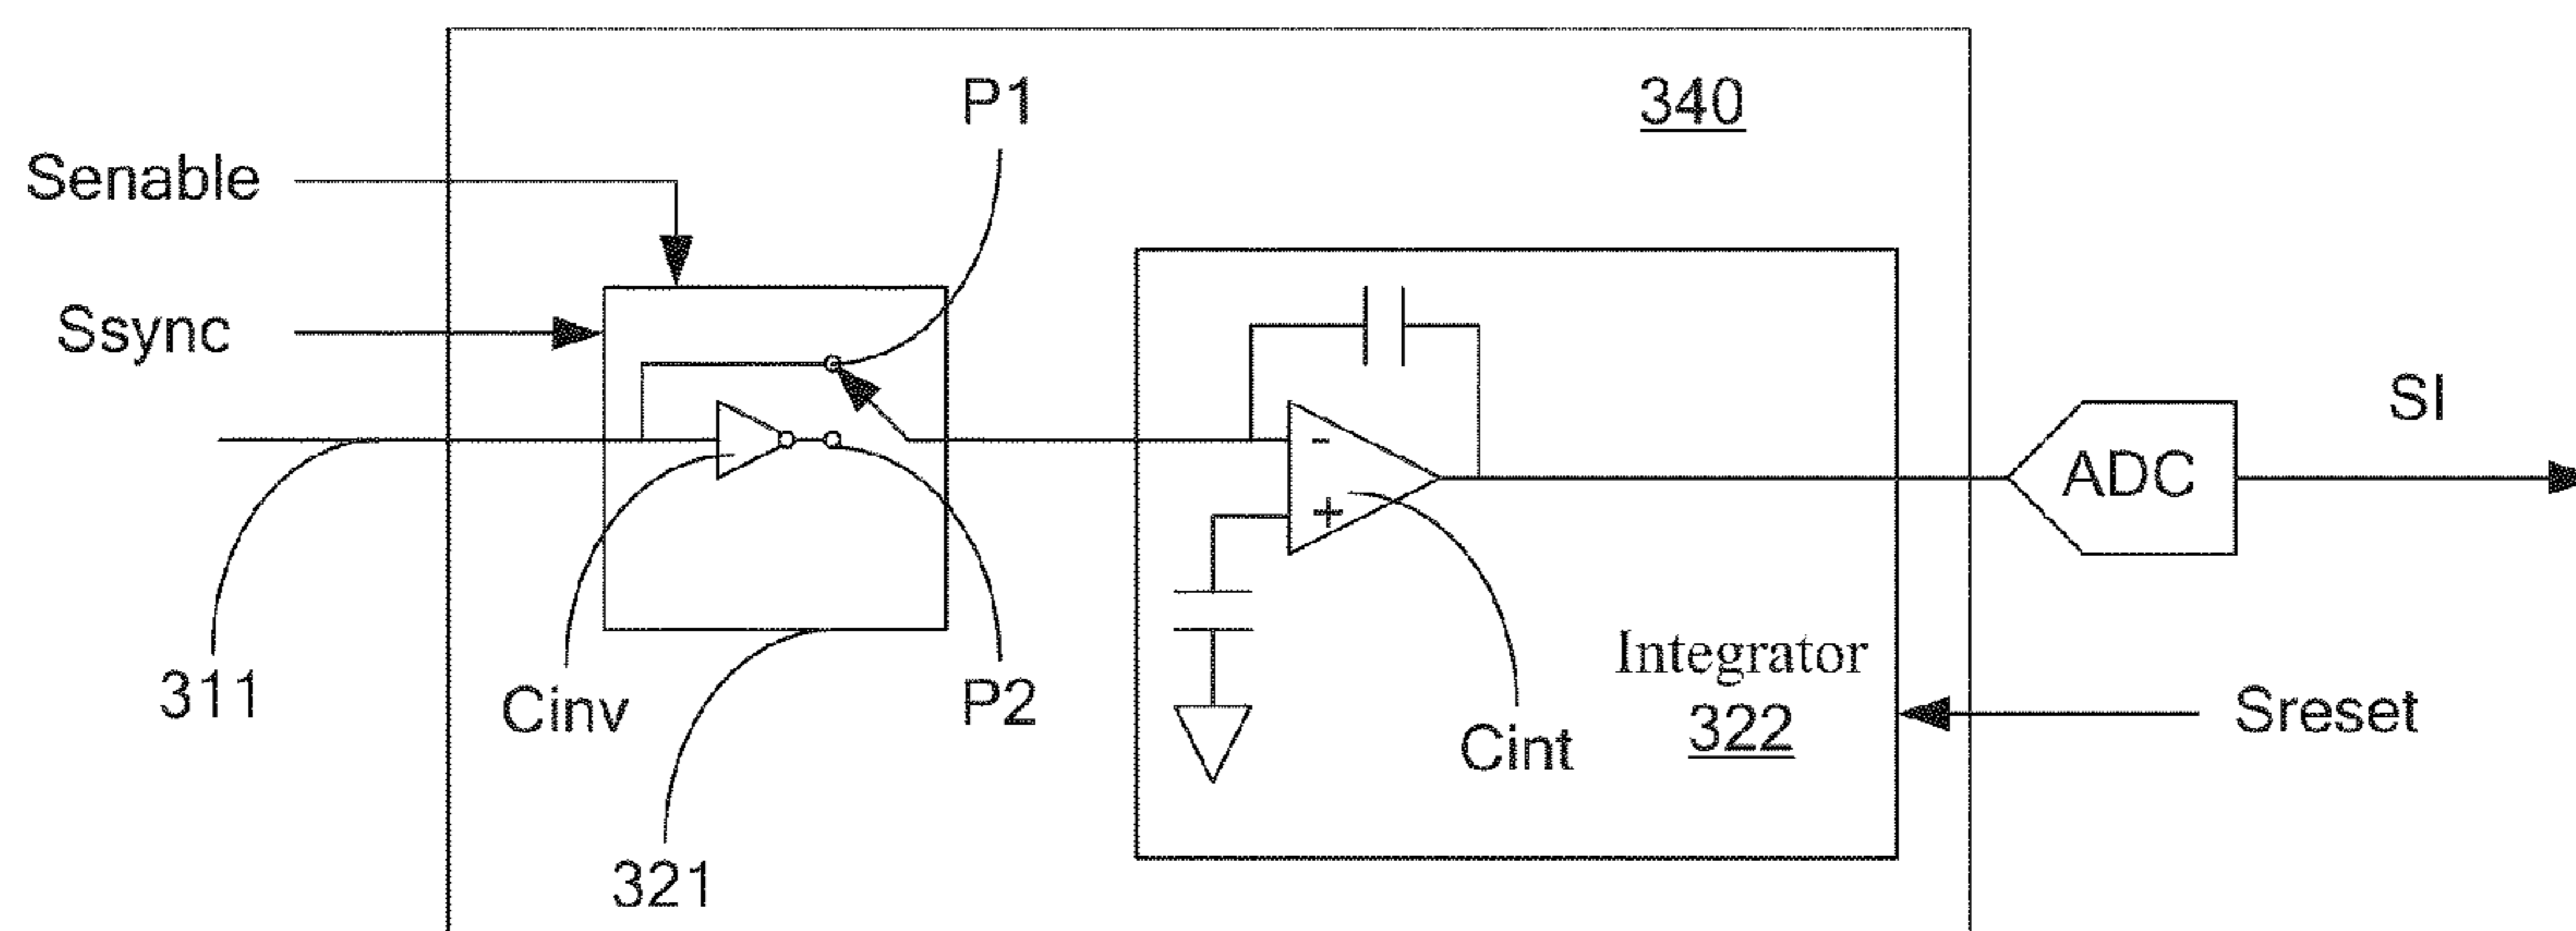 P1
340
Senable
Ssync
SI
ADC
-
+
311
Cinv
P2
Integrator
322
Cint
Sreset
321